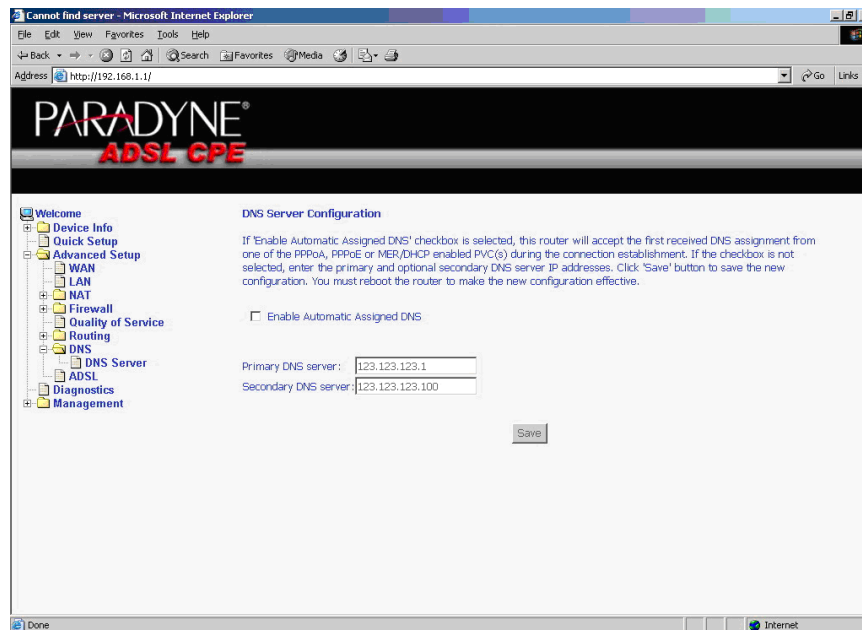 Cannot find server - Microsoft Internet Explorer
File Edit View Favorites Tools Help
Back Search Favorites Media
Address http://192.168.1.1/ Go Links
PARADYNE®
ADSL CPE
Welcome
Device Info
Quick Setup
Advanced Setup
WAN
LAN
NAT
Firewall
Quality of Service
Routing
DNS
DNS Server
ADSL
Diagnostics
Management
DNS Server Configuration
If 'Enable Automatic Assigned DNS' checkbox is selected, this router will accept the first received DNS assignment from
one of the PPPoA, PPPoE or MER/DHCP enabled PVC(s) during the connection establishment. If the checkbox is not
selected, enter the primary and optional secondary DNS server IP addresses. Click 'Save' button to save the new
configuration. You must reboot the router to make the new configuration effective.
Enable Automatic Assigned DNS
Primary DNS server: 123.123.123.1
Secondary DNS server: 123.123.123.100
Save
Done Internet